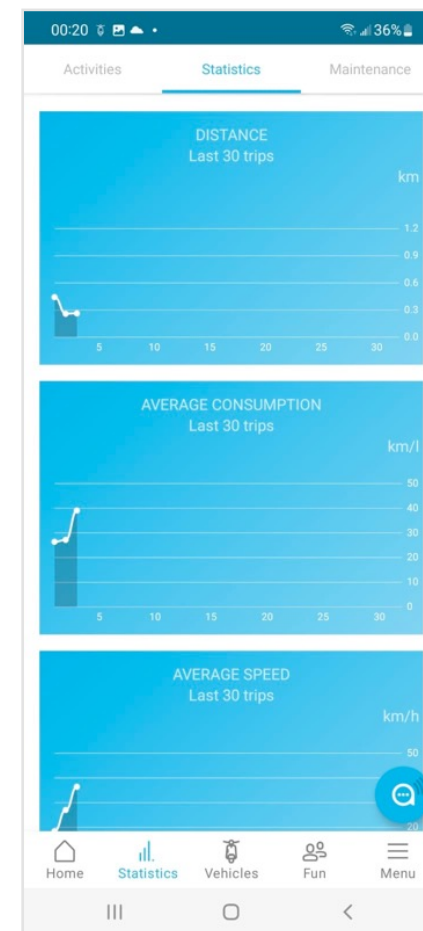 00:20 36%
Activities Statistics Maintenance
DISTANCE
Last 30 trips
km
1.2
0.9
0.6
0.3
0.0
5 10 15 20 25 30
AVERAGE CONSUMPTION
Last 30 trips
km/l
50
40
30
20
10
0
5 10 15 20 25 30
AVERAGE SPEED
Last 30 trips
km/h
50
20
Home Statistics Vehicles Fun Menu